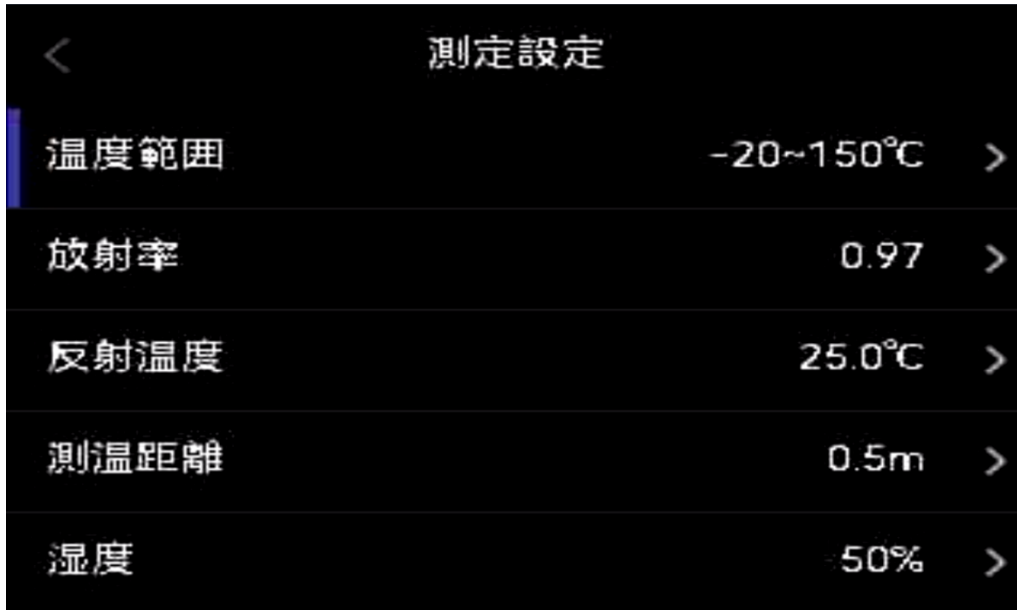 測定設定
温度範囲 -20~150℃
放射率 0.97
反射温度 25.0℃
測温距離 0.5m
湿度 50%